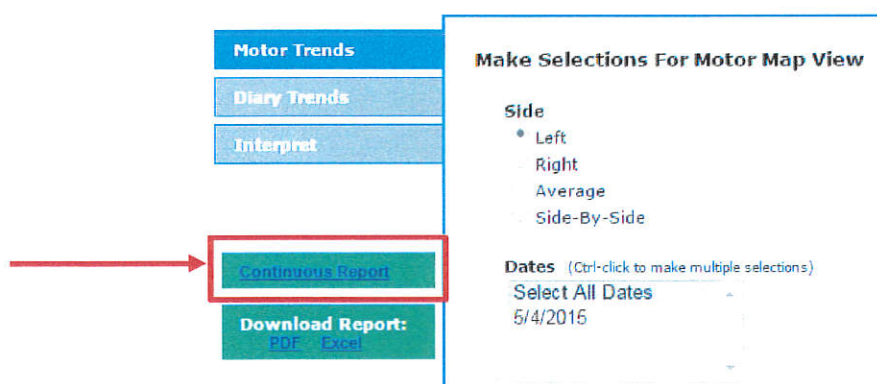 Motor Trends
Diary Trends
Interpret
Continuous Report
Download Report:
PDF Excel
Make Selections For Motor Map View
Side
Left
Right
Average
Side-By-Side
Dates (Ctrl-click to make multiple selections)
Select All Dates
5/4/2015